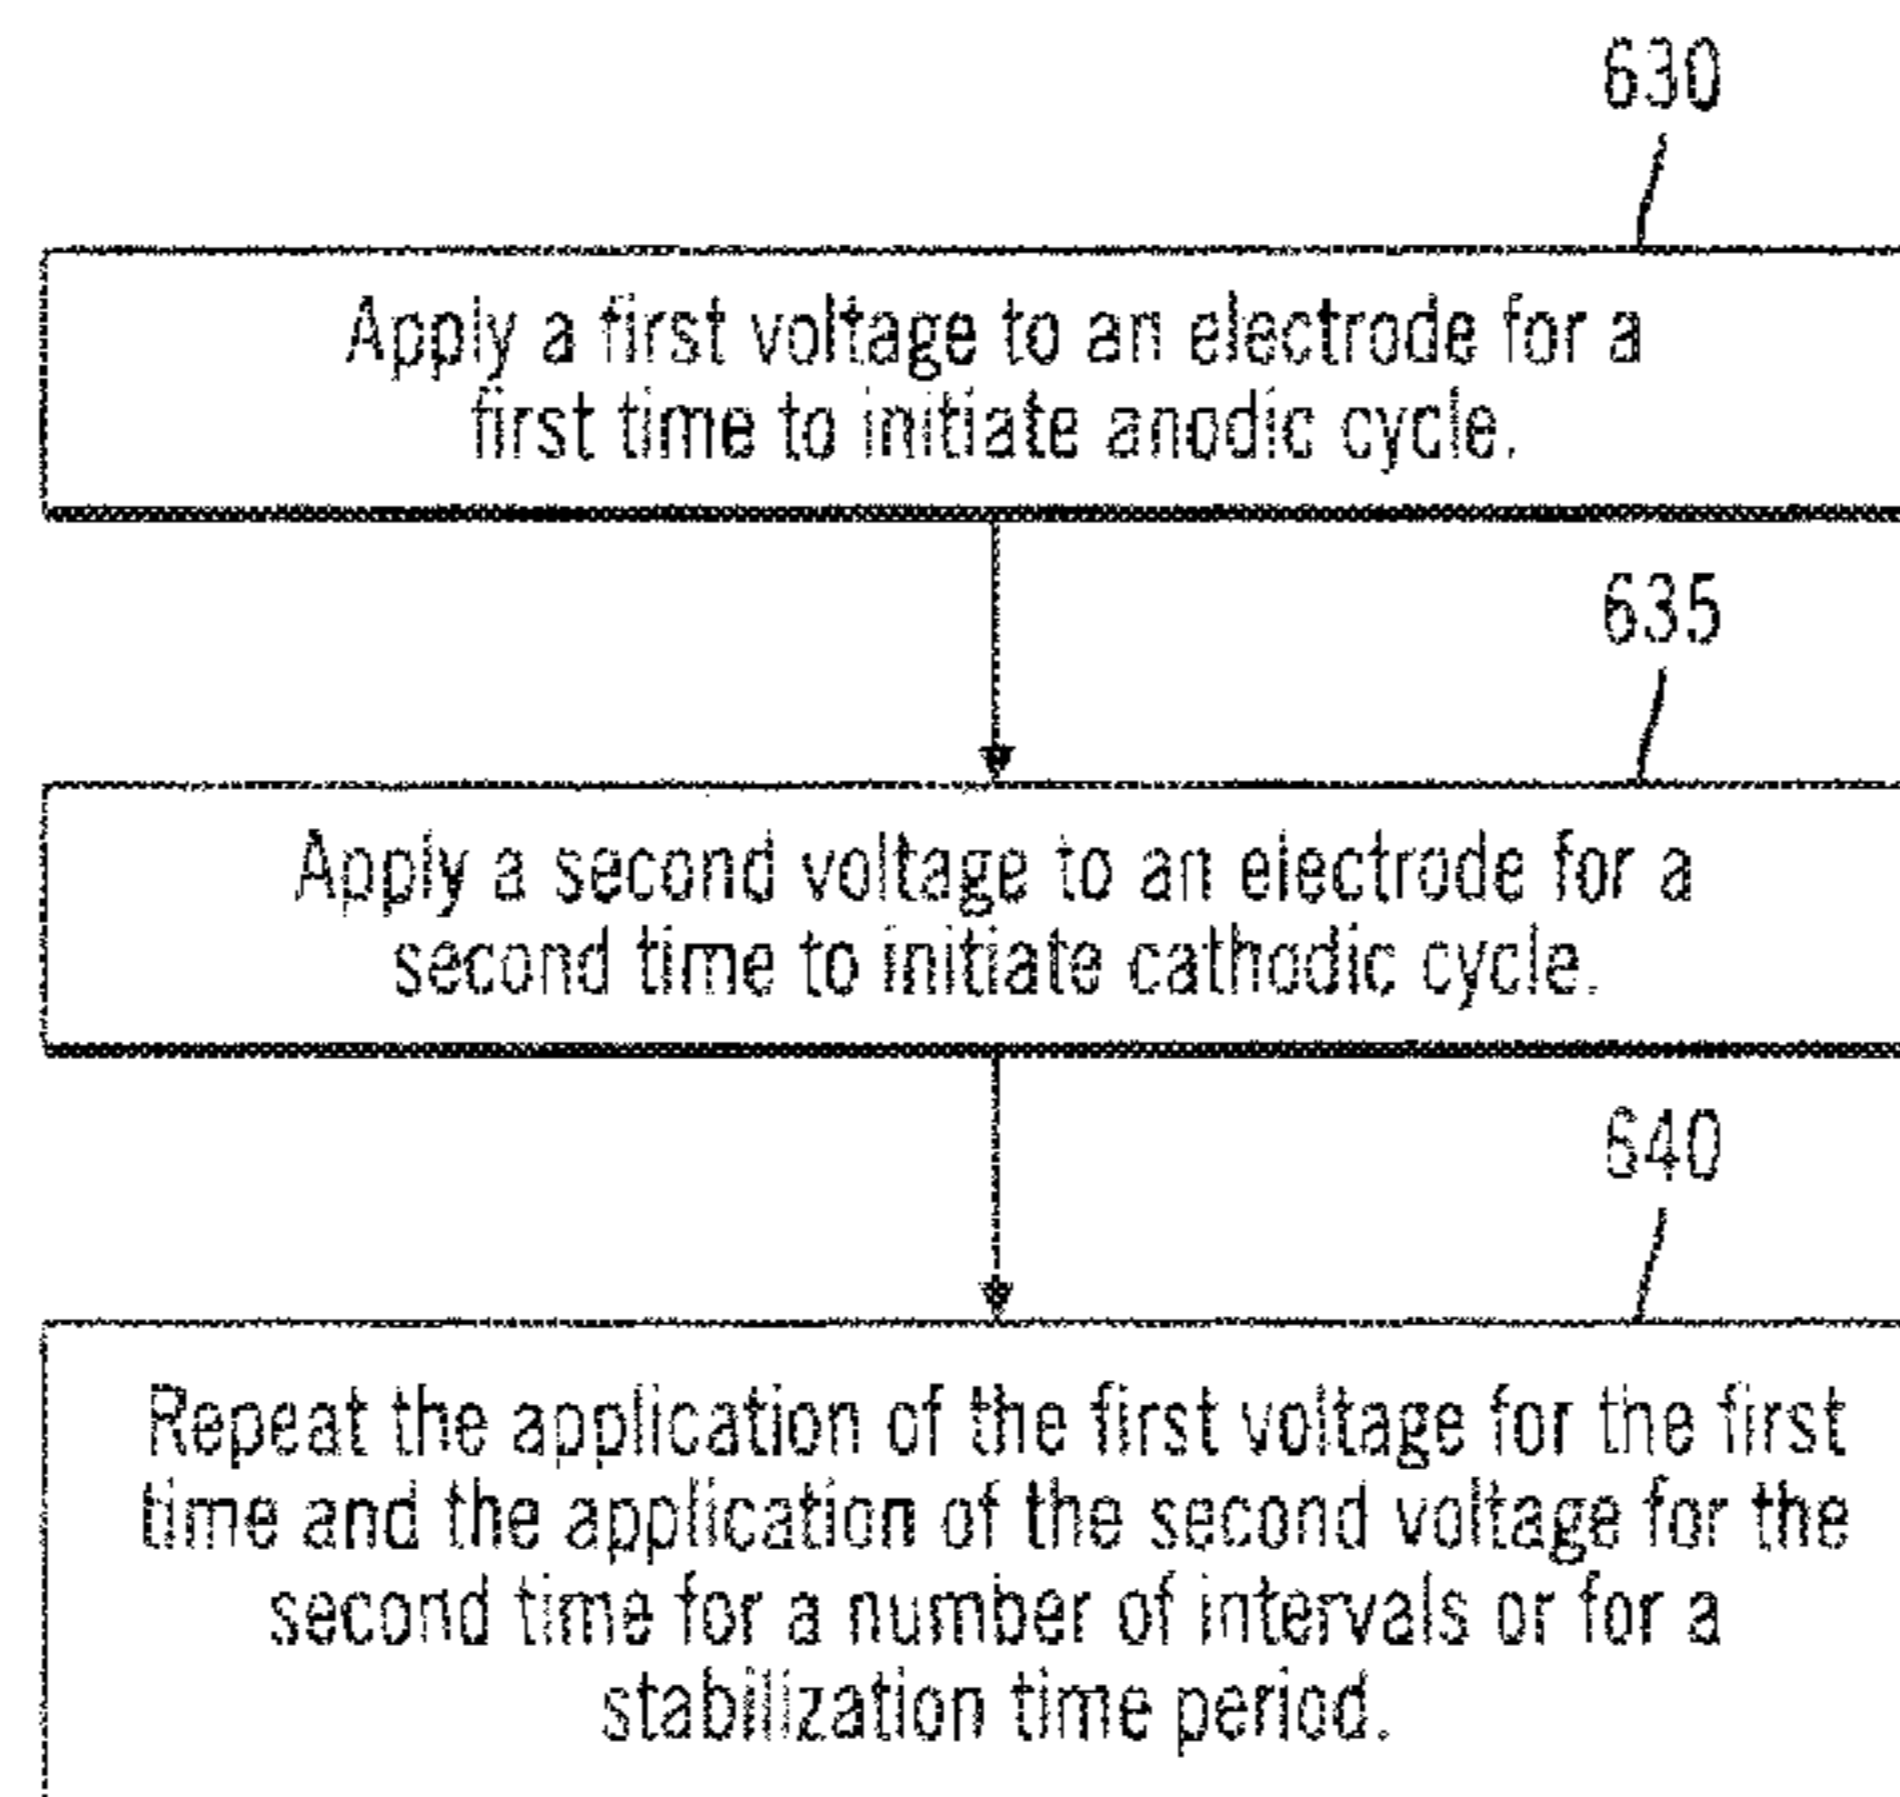 630
Apply a first voltage to an electrode for a
first time to initiate anodic cycle.
635
Apply a second voltage to an electrode for a
second time to initiate cathodic cycle.
640
Repeat the application of the first voltage for the first
time and the application of the second voltage for the
second time for a number of intervals or for a
stabilization time period.